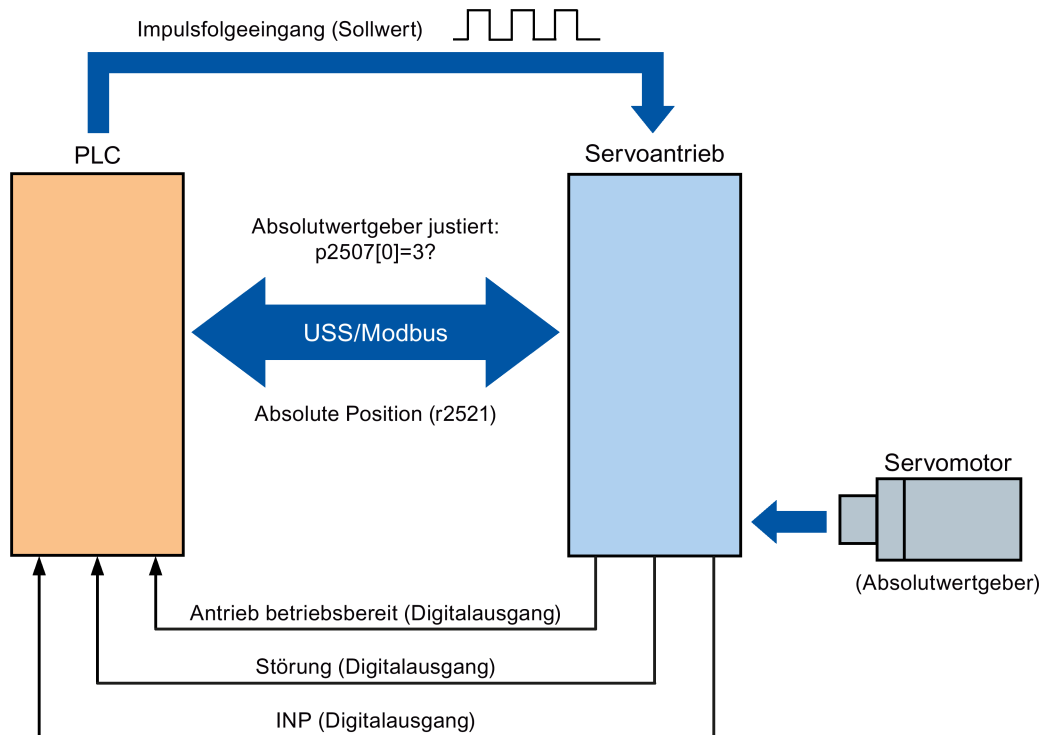 Impulsfolgeeingang (Sollwert)
PLC
Servoantrieb
Absolutwertgeber justiert:
p2507[0]=3?
USS/Modbus
Absolute Position (r2521)
Servomotor
(Absolutwertgeber)
Antrieb betriebsbereit (Digitalausgang)
Störung (Digitalausgang)
INP (Digitalausgang)